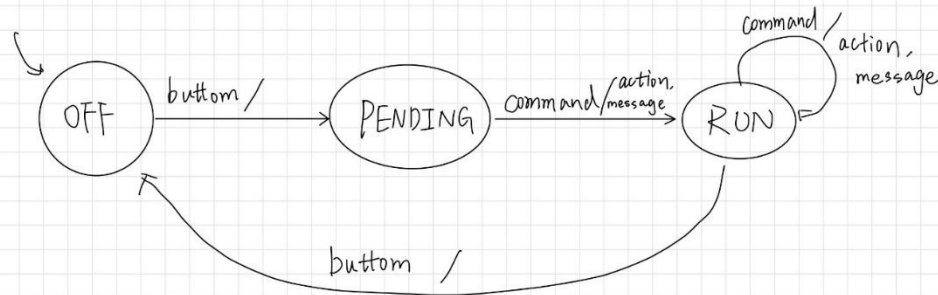 OFF
buttom /
PENDING
command / action,
message
RUN
command /
action,
message
buttom /